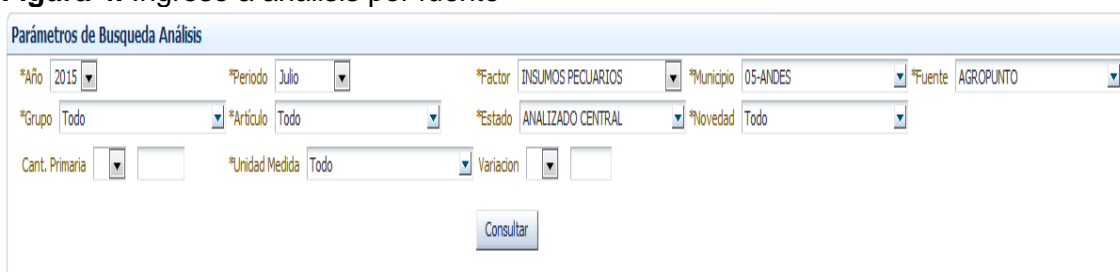 Figura 4. Ingreso a análisis por fuente
Parámetros de Busqueda Análisis
*Año 2015 *Periodo Julio *Factor INSUMOS PECUARIOS *Municipio 05-ANDES *Fuente AGROPUNTO
*Grupo Todo *Artículo Todo *Estado ANALIZADO CENTRAL *Novedad Todo
Cant. Primaria *Unidad Medida Todo Variacion
Consultar